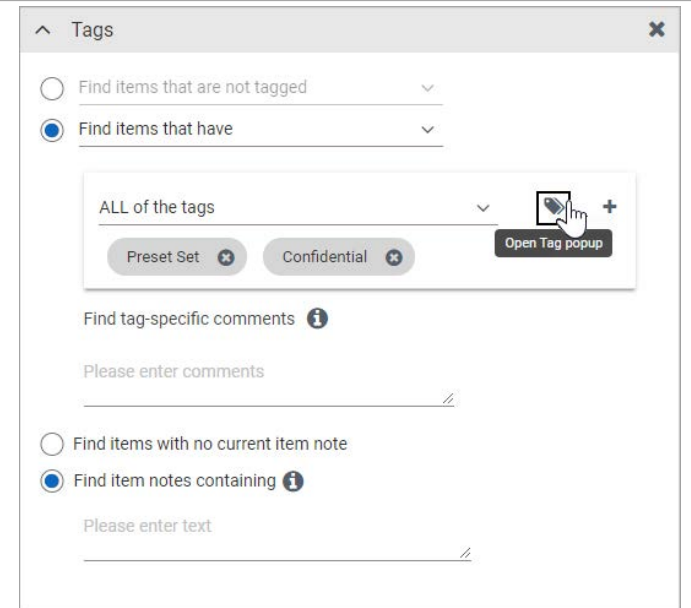 Tags
Find items that are not tagged
Find items that have
ALL of the tags
Open Tag popup
Preset Set
Confidential
Find tag-specific comments
Please enter comments
Find items with no current item note
Find item notes containing
Please enter text